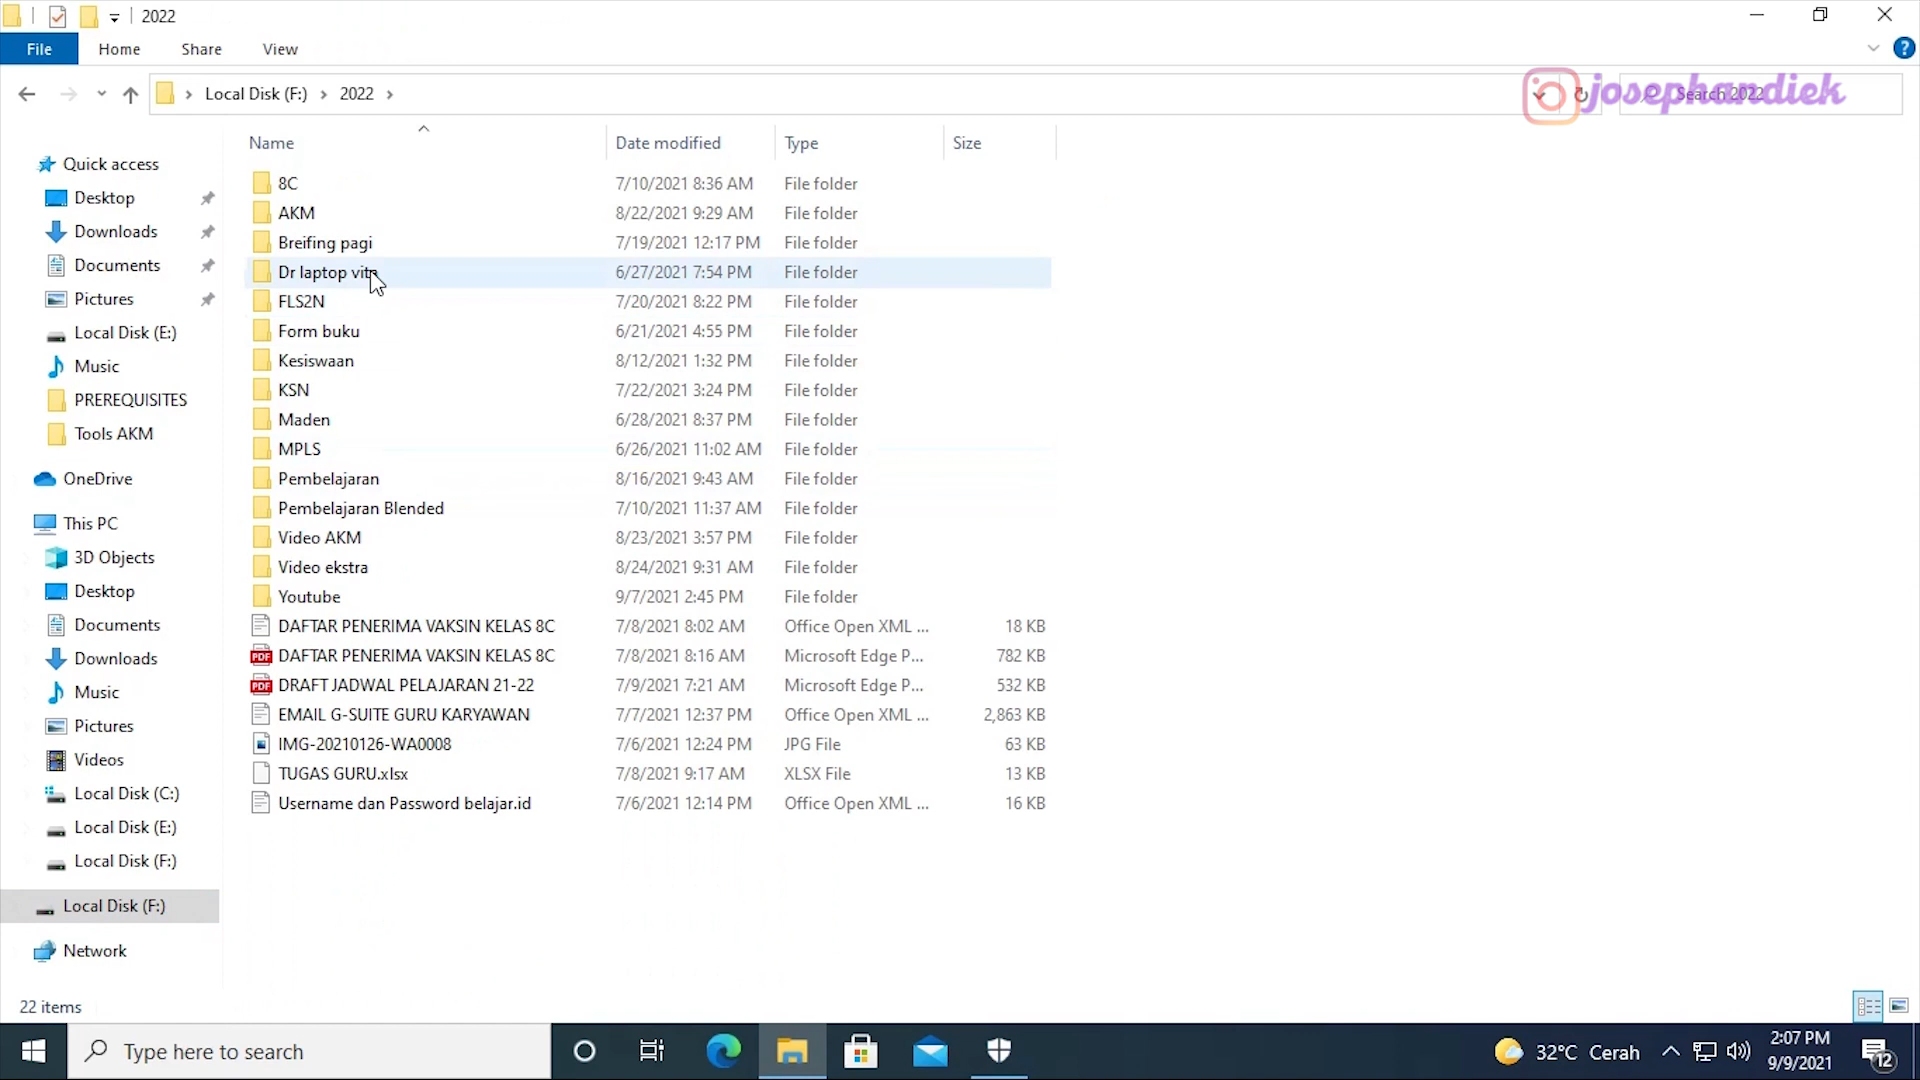 2022
File Home Share View
Local Disk (F:) 2022
Search 2022
josephandiek
Name Date modified Type Size
Quick access
Desktop
Downloads
Documents
Pictures
Local Disk (E:)
Music
PREREQUISITES
Tools AKM
OneDrive
This PC
3D Objects
Desktop
Documents
Downloads
Music
Pictures
Videos
Local Disk (C:)
Local Disk (E:)
Local Disk (F:)
Local Disk (F:)
Network
8C 7/10/2021 8:36 AM File folder
AKM 8/22/2021 9:29 AM File folder
Breifing pagi 7/19/2021 12:17 PM File folder
Dr laptop 6/27/2021 7:54 PM File folder
FLS2N 7/20/2021 8:22 PM File folder
Form buku 6/21/2021 4:55 PM File folder
Kesiswaan 8/12/2021 1:32 PM File folder
KSN 7/22/2021 3:24 PM File folder
Maden 6/28/2021 8:37 PM File folder
MPLS 6/26/2021 11:02 AM File folder
Pembelajaran 8/16/2021 9:43 AM File folder
Pembelajaran Blended 7/10/2021 11:37 AM File folder
Video AKM 8/23/2021 3:57 PM File folder
Video ekstra 8/24/2021 9:31 AM File folder
Youtube 9/7/2021 2:45 PM File folder
DAFTAR PENERIMA VAKSIN KELAS 8C 7/8/2021 8:02 AM Office Open XML ... 18 KB
PDF DAFTAR PENERIMA VAKSIN KELAS 8C 7/8/2021 8:16 AM Microsoft Edge P... 782 KB
PDF DRAFT JADWAL PELAJARAN 21-22 7/9/2021 7:21 AM Microsoft Edge P... 532 KB
EMAIL G-SUITE GURU KARYAWAN 7/7/2021 12:37 PM Office Open XML ... 2,863 KB
IMG-20210126-WA0008 7/6/2021 12:24 PM JPG File 63 KB
TUGAS GURU.xlsx 7/8/2021 9:17 AM XLSX File 13 KB
Username dan Password belajar.id 7/6/2021 12:14 PM Office Open XML ... 16 KB
22 items
Type here to search
32°C Cerah
2:07 PM
9/9/2021
12